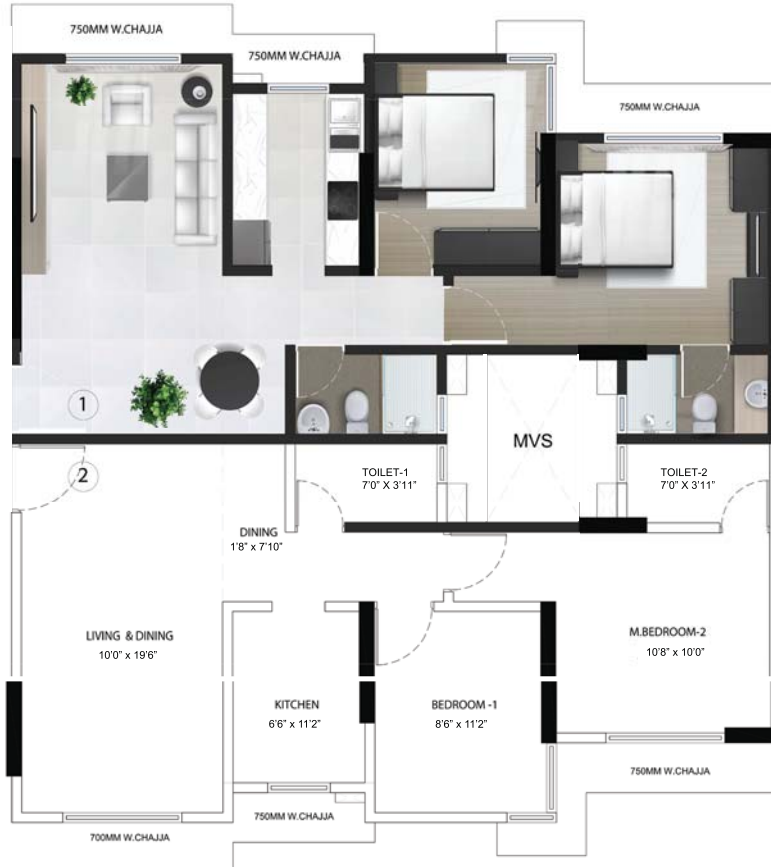 750MM W.CHAJJA
750MM W.CHAJJA
750MM W.CHAJJA
1
MVS
2
TOILET-1
7'0" X 3'11"
TOILET-2
7'0" X 3'11"
DINING
1'8" x 7'10"
LIVING & DINING
10'0" x 19'6"
M.BEDROOM-2
10'8" x 10'0"
KITCHEN
6'6" x 11'2"
BEDROOM -1
8'6" x 11'2"
750MM W.CHAJJA
750MM W.CHAJJA
700MM W.CHAJJA